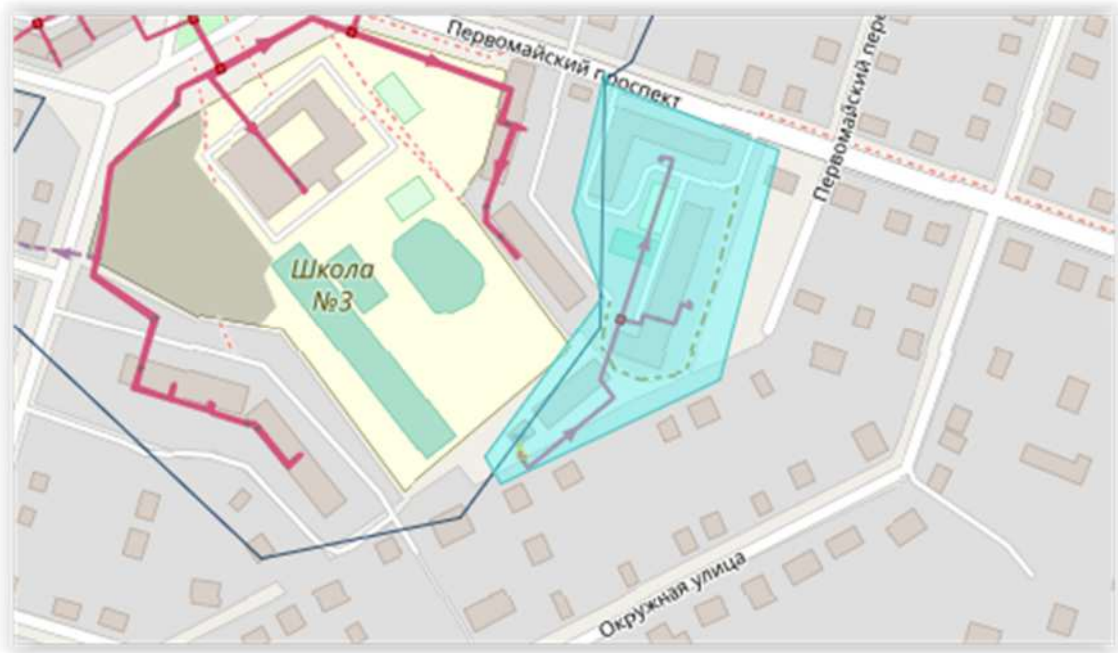 Первомайский проспект
Первомайский пер
Школа
№3
Окружная улица